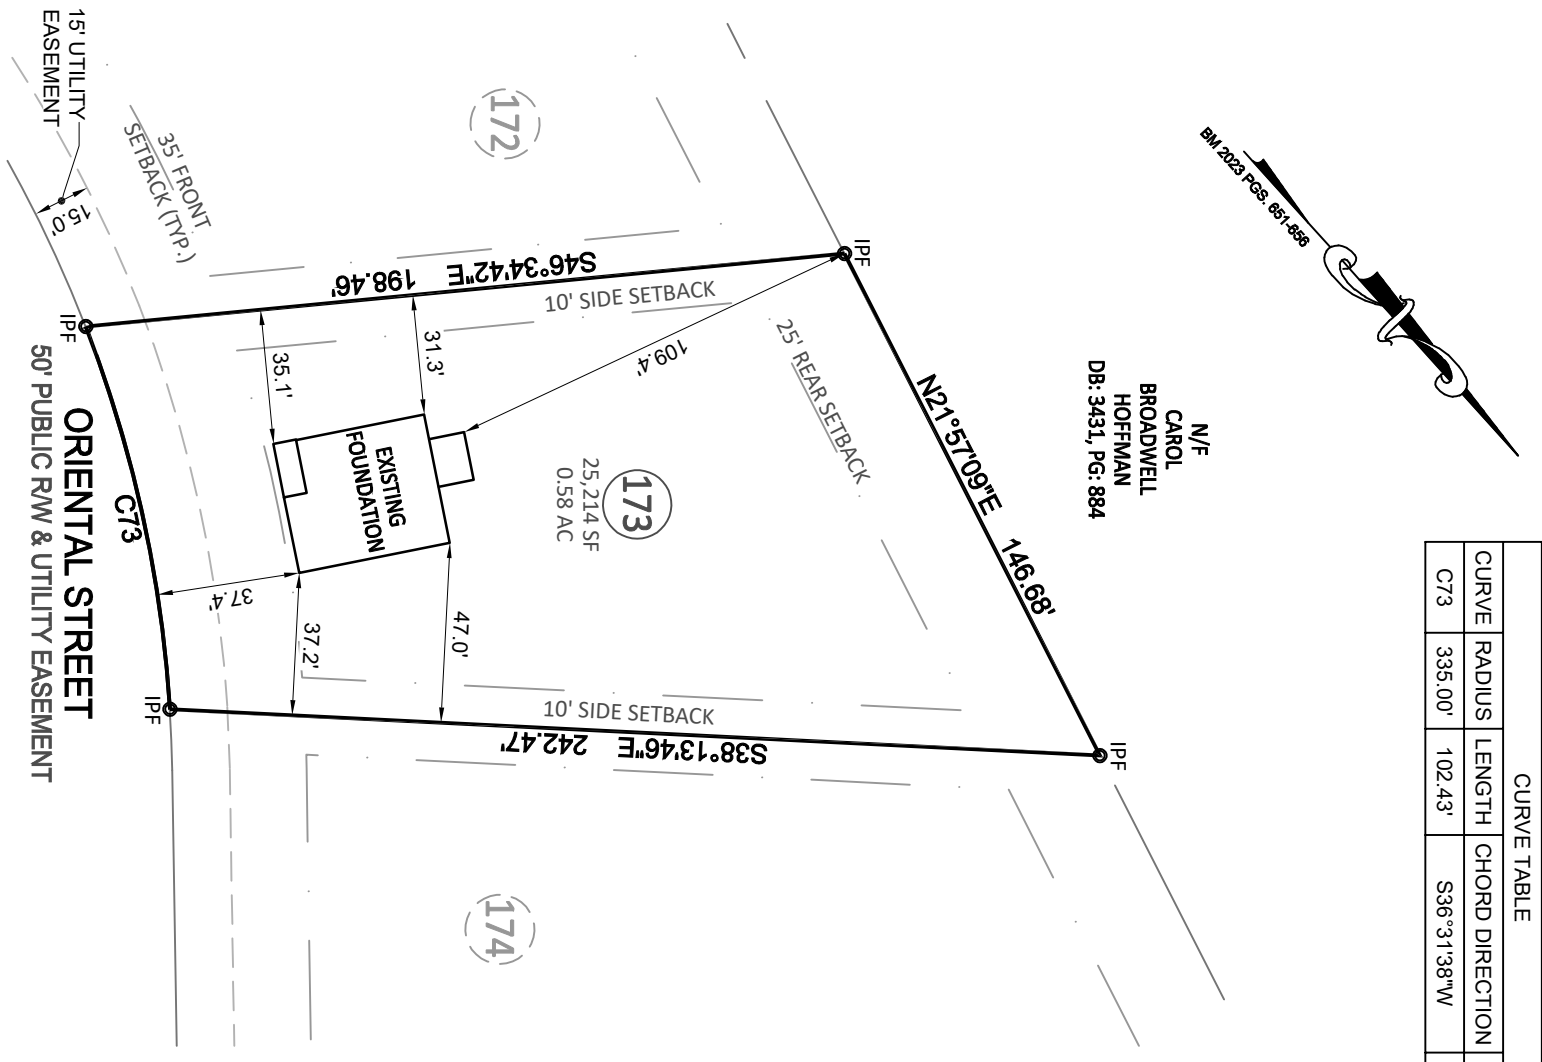 BM 2023 PGS. 651-656
CURVE TABLE
CURVE RADIUS LENGTH CHORD DIRECTION
C73 335.00' 102.43' S36°31'38"W
N/F
CAROL
BROADWELL
HOFFMAN
DB: 3431, PG: 884
IPF
N21°57'09"E 146.68'
IPF
25' REAR SETBACK
172
S46°34'42"E 198.46'
10' SIDE SETBACK
109.4'
173
25,214 SF
0.58 AC
31.3'
35.1'
EXISTING
FOUNDATION
47.0'
37.2'
37.4'
10' SIDE SETBACK
S38°13'46"E 242.47'
174
35' FRONT
SETBACK (TYP.)
15' UTILITY
EASEMENT
15.0'
IPF
C73
IPF
ORIENTAL STREET
50' PUBLIC R/W & UTILITY EASEMENT